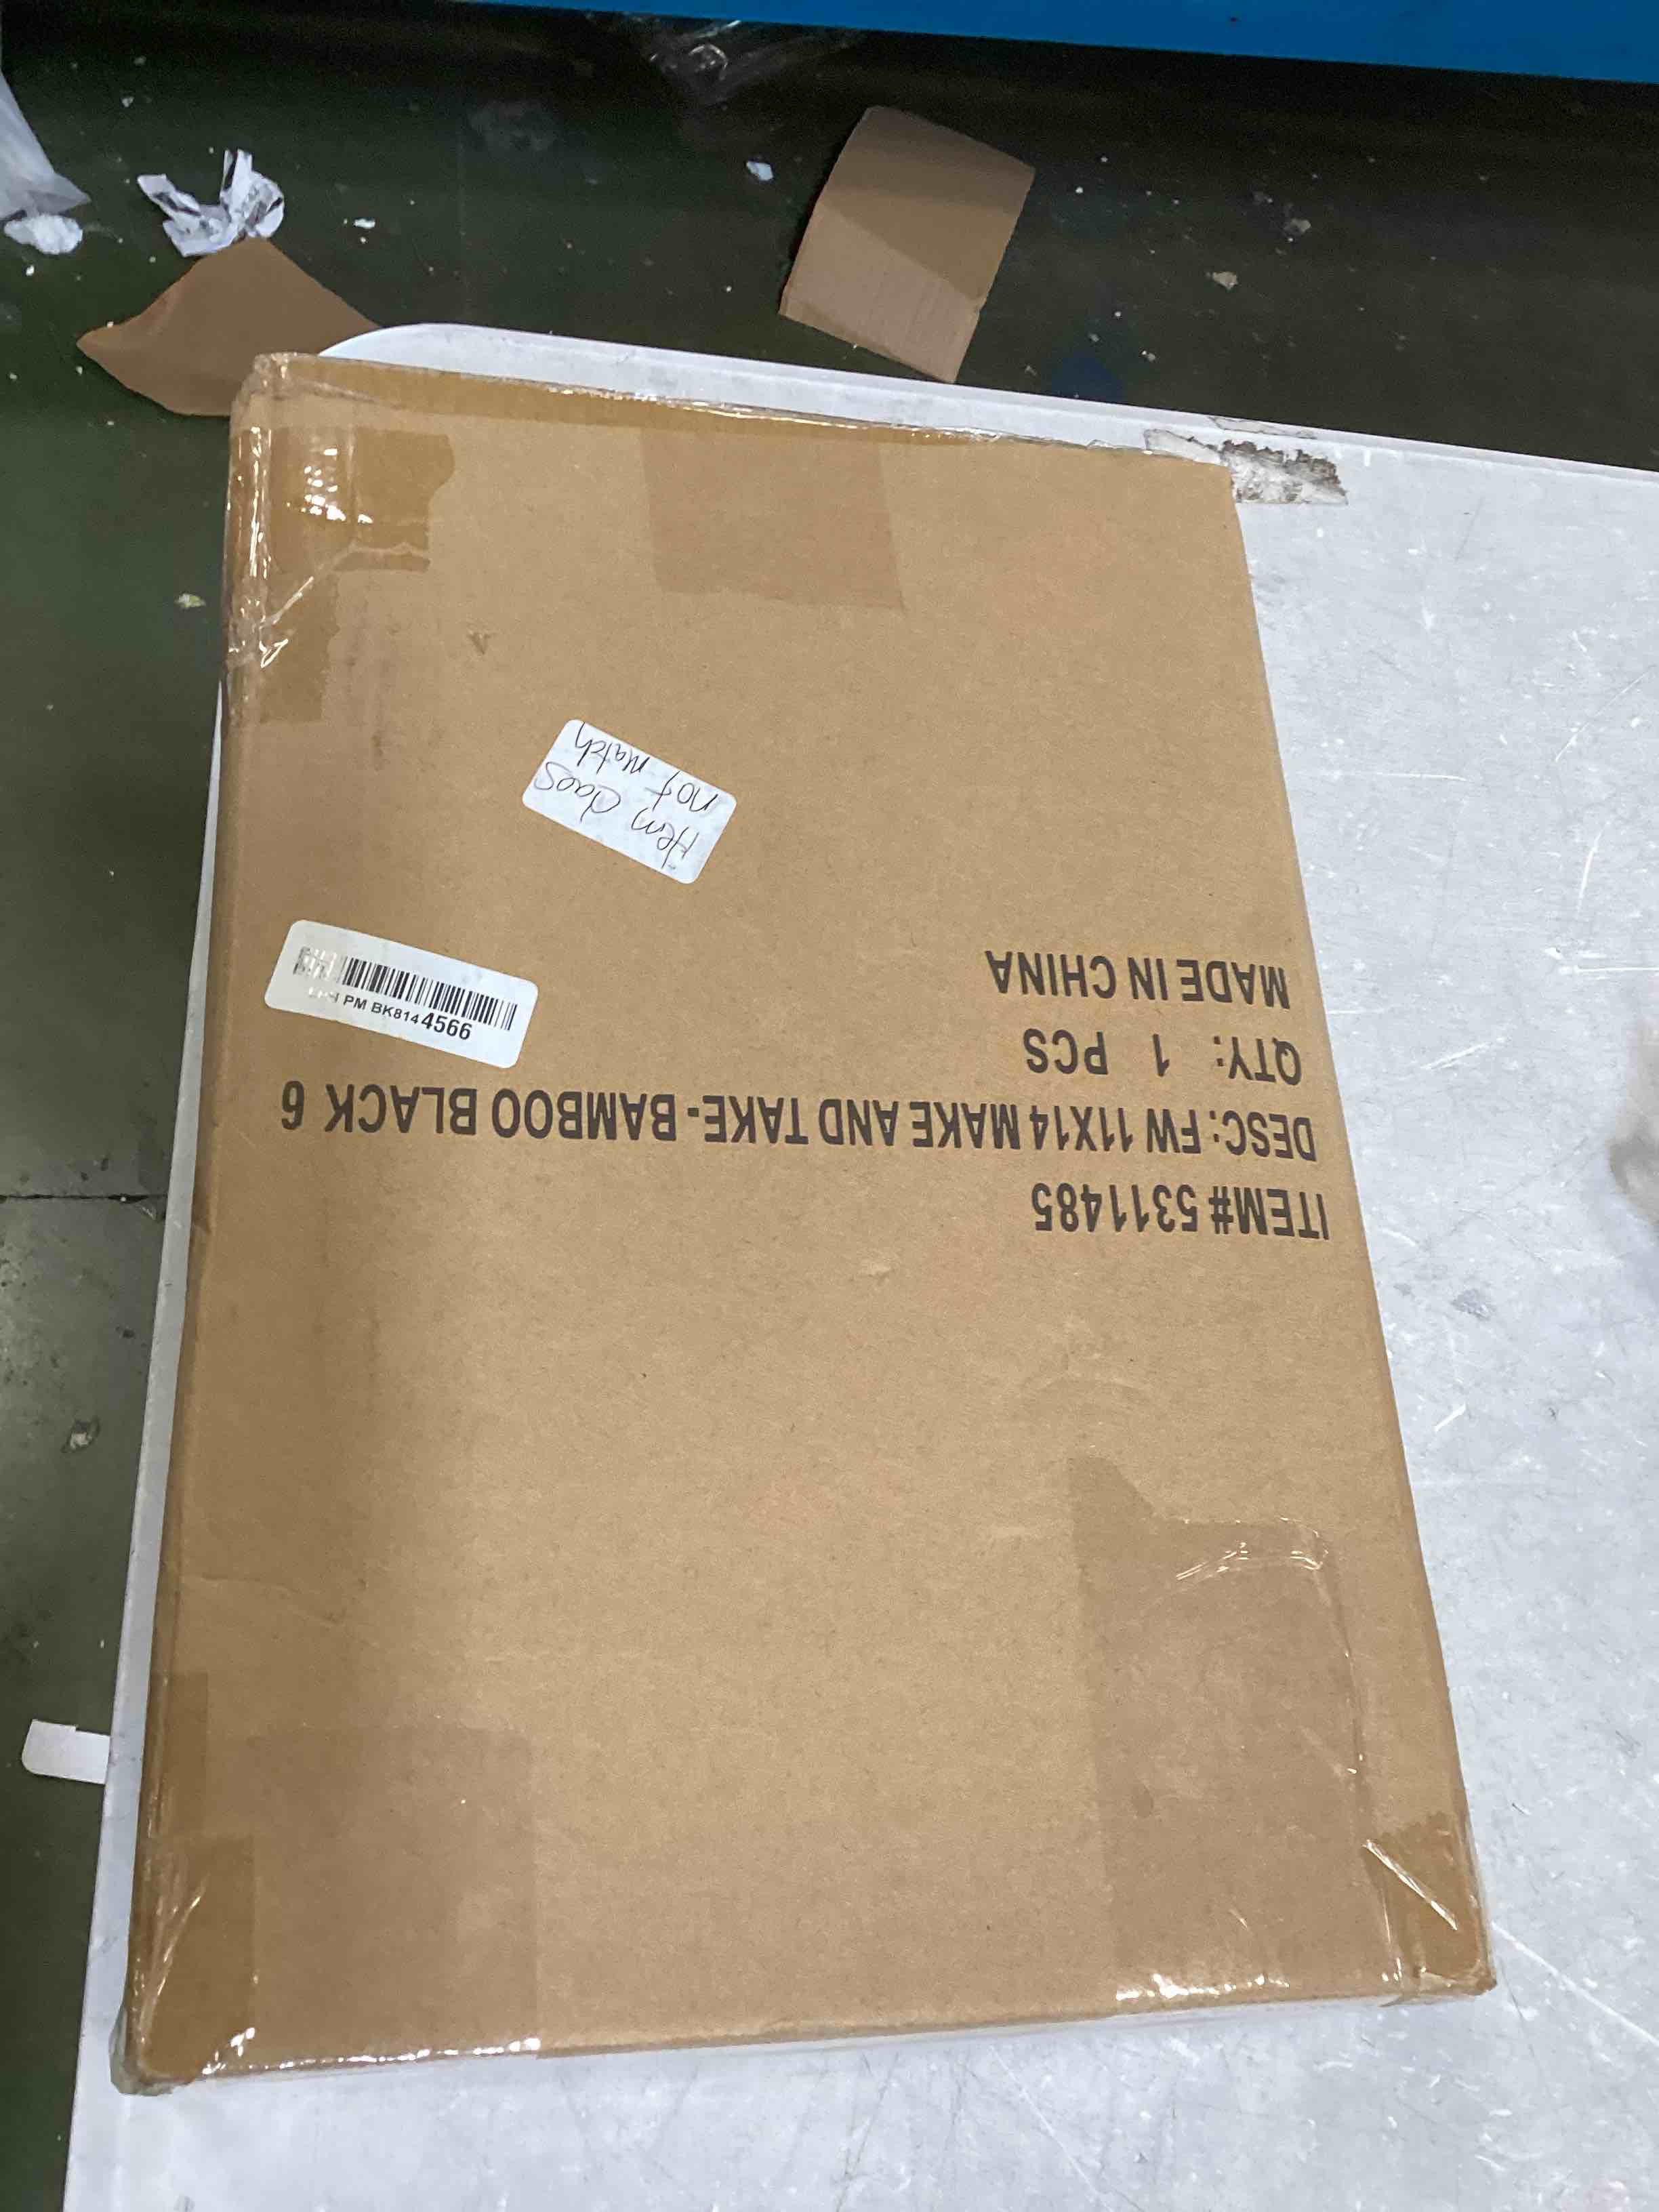 ITEM# 5311485
DESC: FW 11X14 MAKE AND TAKE-BAMBOO BLACK 6
QTY: 1 PCS
MADE IN CHINA
PM BK8144566
Item does
not match